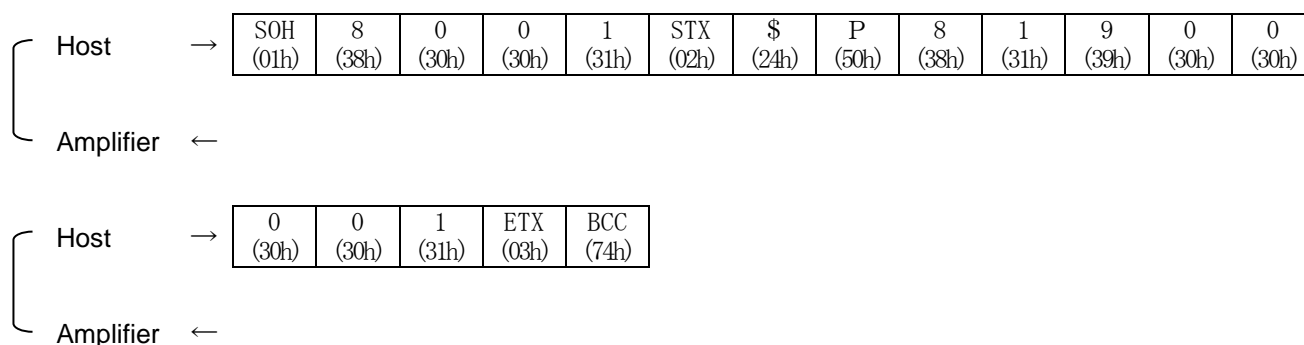 Host → SOH 8 0 0 1 STX $ P 8 1 9 0 0
(01h) (38h) (30h) (30h) (31h) (02h) (24h) (50h) (38h) (31h) (39h) (30h) (30h)
Amplifier ←
Host → 0 0 1 ETX BCC
(30h) (30h) (31h) (03h) (74h)
Amplifier ←